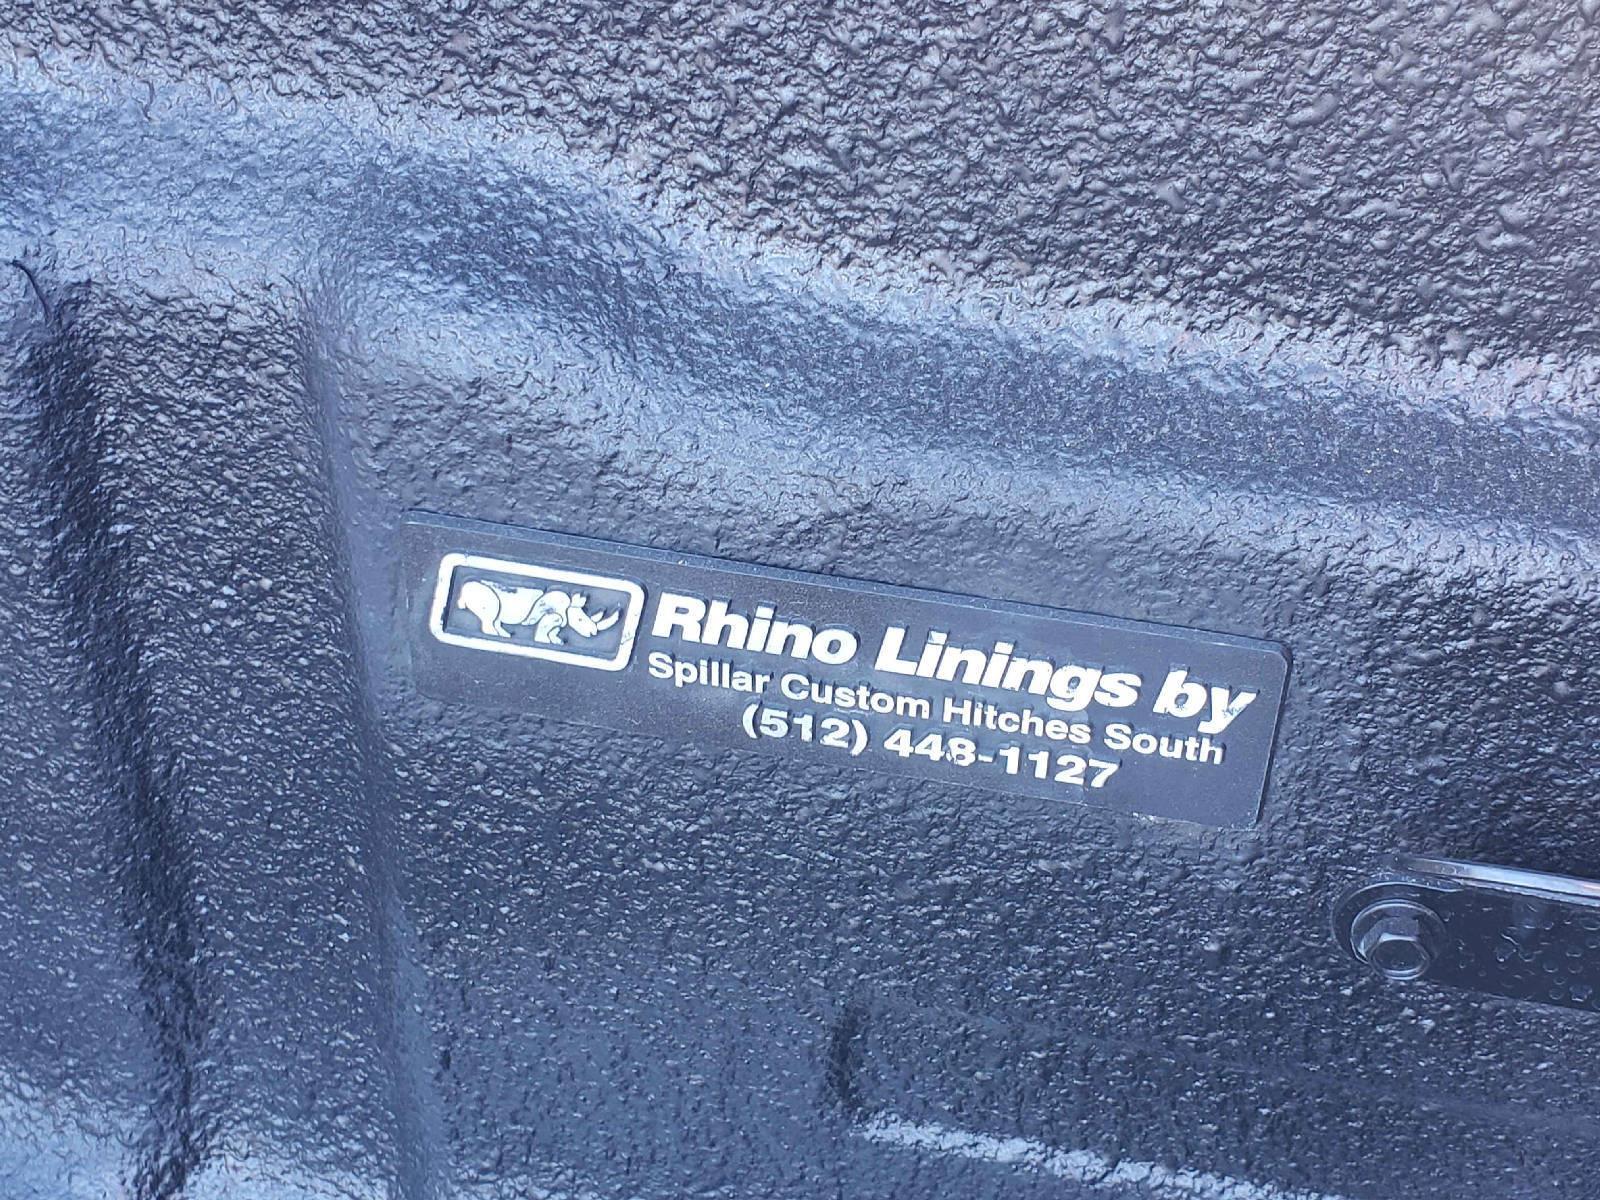 Rhino Linings by
Spillar Custom Hitches South
(512) 448-1127